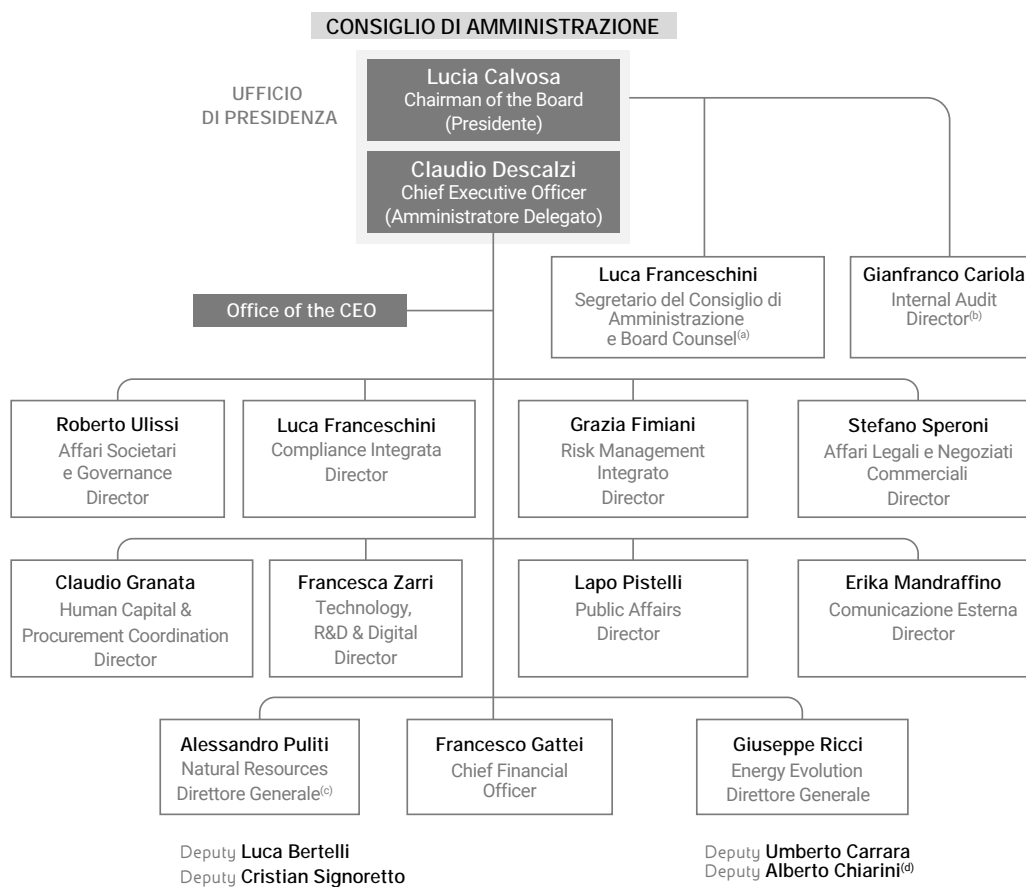 CONSIGLIO DI AMMINISTRAZIONE
UFFICIO
DI PRESIDENZA
Lucia Calvosa
Chairman of the Board
(Presidente)
Claudio Descalzi
Chief Executive Officer
(Amministratore Delegato)
Office of the CEO
Luca Franceschini
Segretario del Consiglio di
Amministrazione
e Board Counsel(a)
Gianfranco Cariola
Internal Audit
Director(b)
Roberto Ulissi
Affari Societari
e Governance
Director
Luca Franceschini
Compliance Integrata
Director
Grazia Fimiani
Risk Management
Integrato
Director
Stefano Speroni
Affari Legali e Negoziati
Commerciali
Director
Claudio Granata
Human Capital &
Procurement Coordination
Director
Francesca Zarri
Technology,
R&D & Digital
Director
Lapo Pistelli
Public Affairs
Director
Erika Mandraffino
Comunicazione Esterna
Director
Alessandro Puliti
Natural Resources
Direttore Generale(c)
Francesco Gattei
Chief Financial
Officer
Giuseppe Ricci
Energy Evolution
Direttore Generale
Deputy Luca Bertelli
Deputy Cristian Signoretto
Deputy Umberto Carrara
Deputy Alberto Chiarini(d)